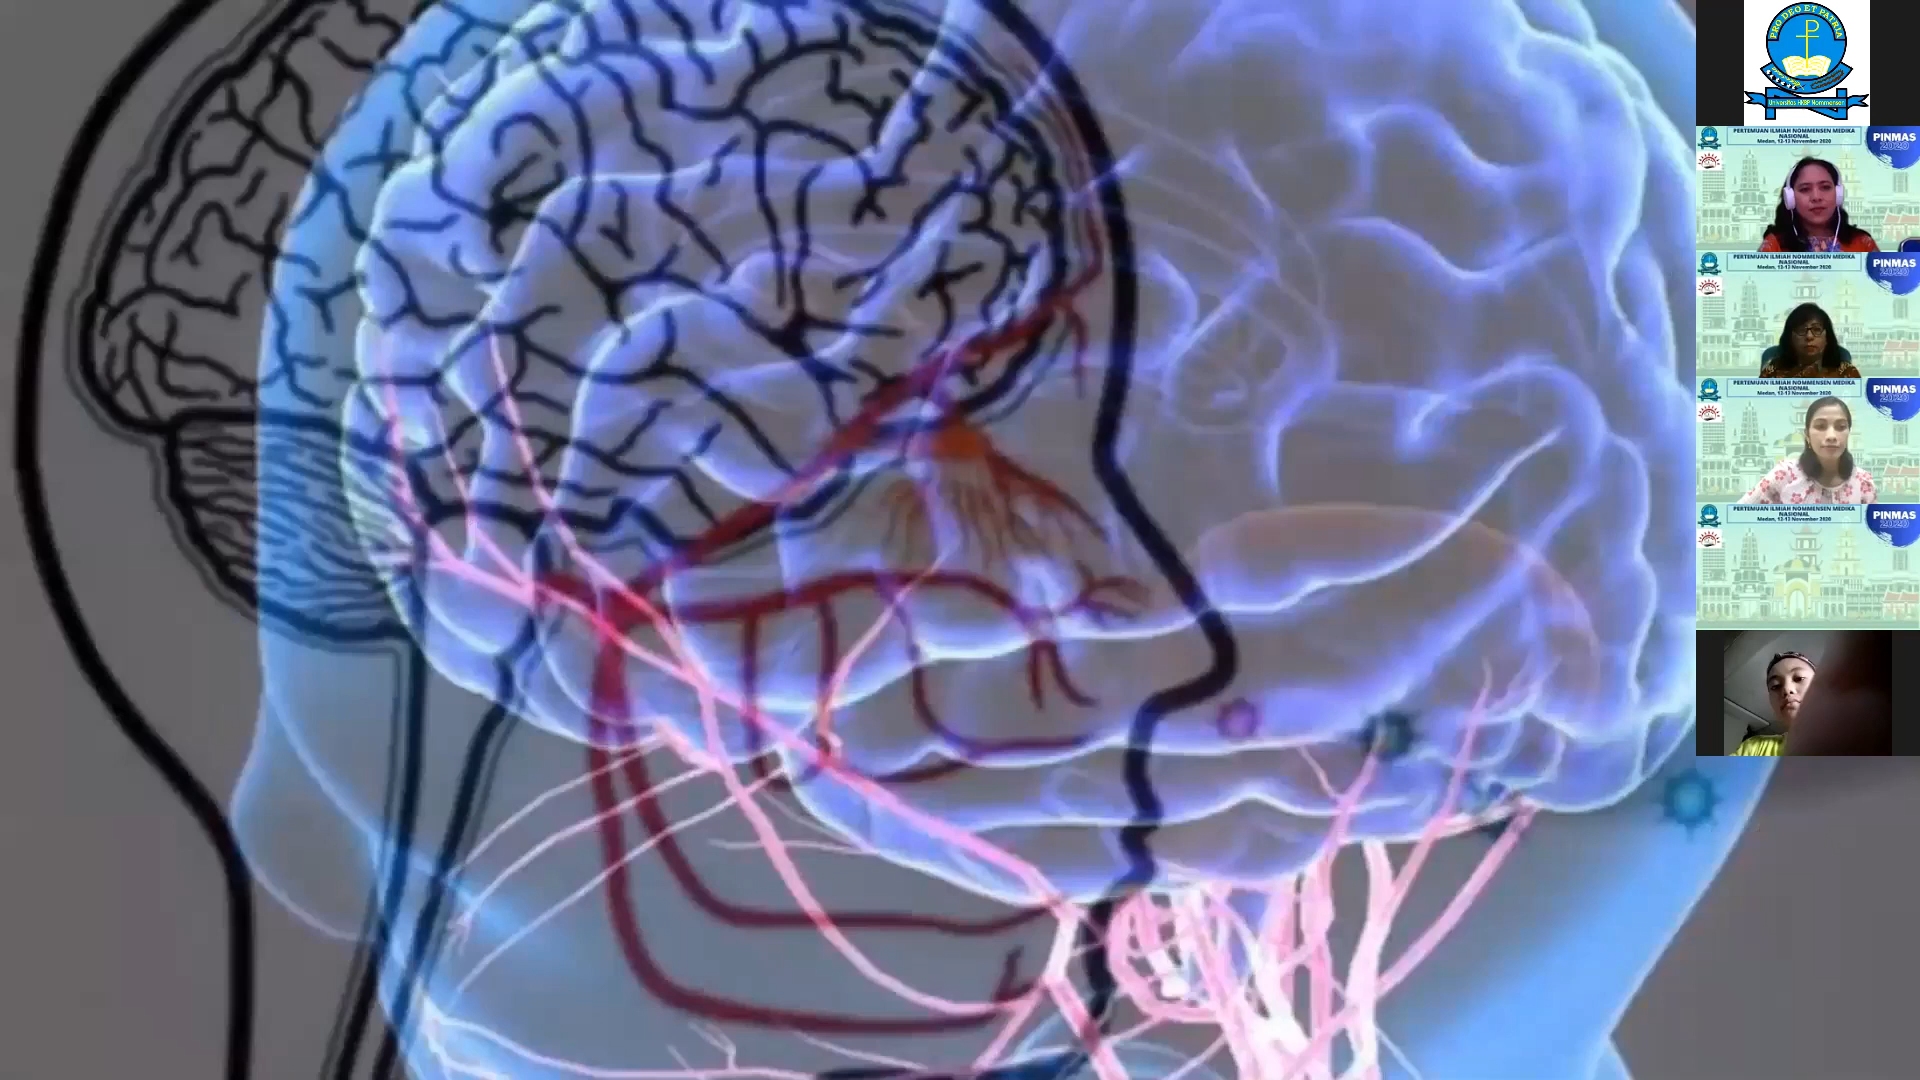 PRO DEO ET PATRIA
Universitas HKBP Nommensen
PERTEMUAN ILMIAH NOMMENSEN MEDIKA
NASIONAL
Medan, 12-13 November 2020
PINMAS
2020
PERTEMUAN ILMIAH NOMMENSEN MEDIKA
NASIONAL
Medan, 12-13 November 2020
PINMAS
2020
PERTEMUAN ILMIAH NOMMENSEN MEDIKA
NASIONAL
Medan, 12-13 November 2020
PINMAS
2020
PERTEMUAN ILMIAH NOMMENSEN MEDIKA
NASIONAL
Medan, 12-13 November 2020
PINMAS
2020